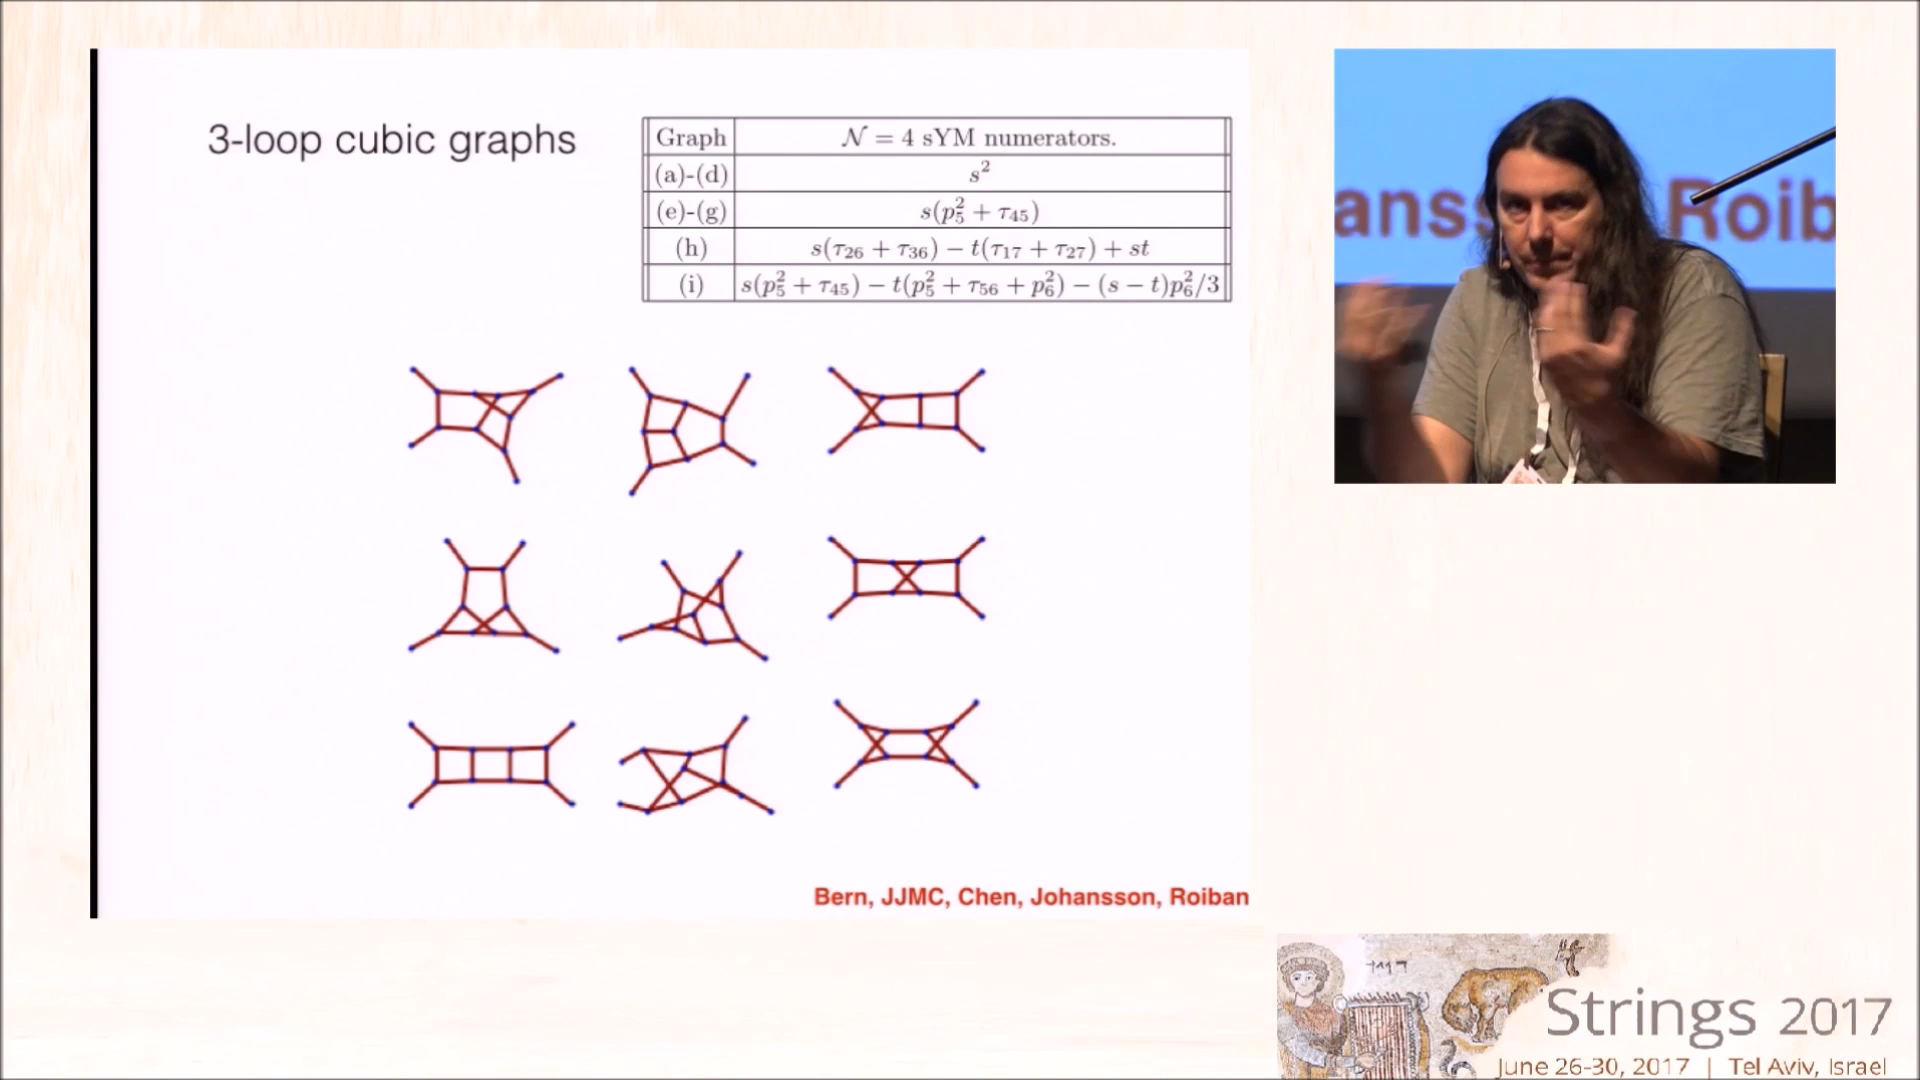 3-loop cubic graphs
Graph 𝒩 = 4 sYM numerators.
(a)-(d) s²
(e)-(g) s(p₅² + τ₄₅)
(h) s(τ₂₆ + τ₃₆) − t(τ₁₇ + τ₂₇) + st
(i) s(p₅² + τ₄₅) − t(p₅² + τ₅₆ + p₆²) − (s − t)p₆²/3
anss Roib
Bern, JJMC, Chen, Johansson, Roiban
Strings 2017
June 26-30, 2017 | Tel Aviv, Israel